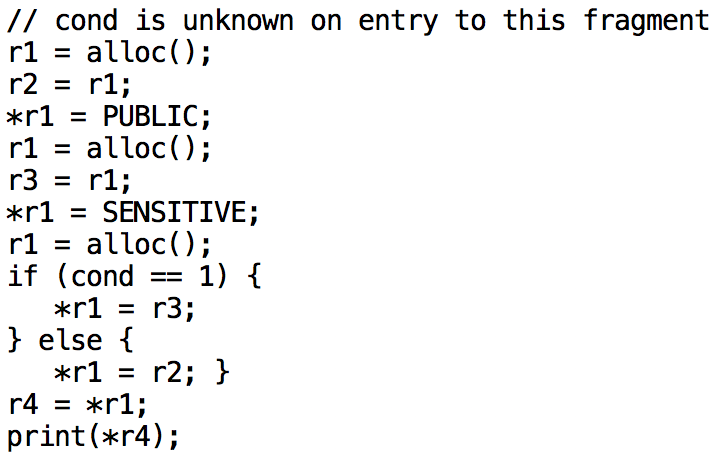 // cond is unknown on entry to this fragment
r1 = alloc();
r2 = r1;
*r1 = PUBLIC;
r1 = alloc();
r3 = r1;
*r1 = SENSITIVE;
r1 = alloc();
if (cond == 1) {
   *r1 = r3;
} else {
   *r1 = r2; }
r4 = *r1;
print(*r4);